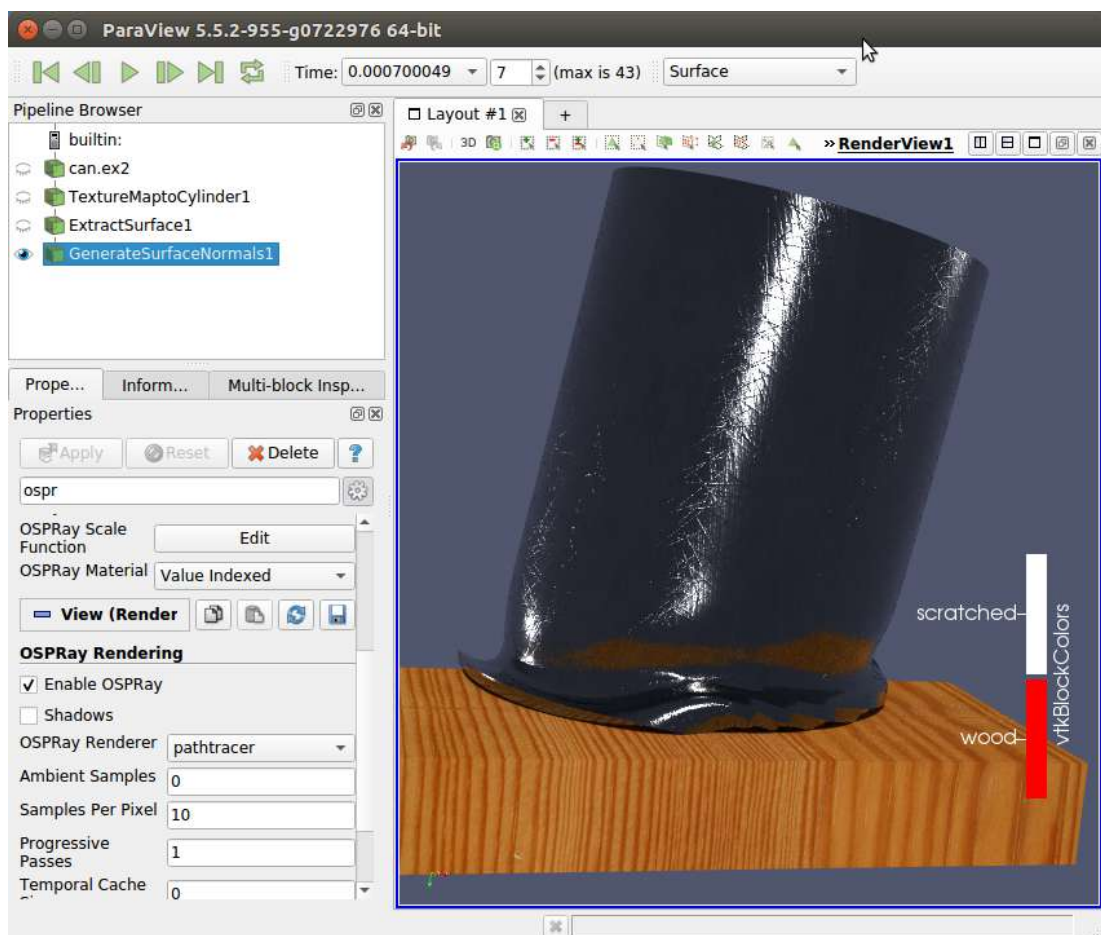 ParaView 5.5.2-955-g0722976 64-bit
Time: 0.000700049 7 (max is 43) Surface
Pipeline Browser
builtin:
can.ex2
TextureMaptoCylinder1
ExtractSurface1
GenerateSurfaceNormals1
Prope... Inform... Multi-block Insp...
Properties
Apply Reset Delete ?
ospr
OSPRay Scale
Function
Edit
OSPRay Material Value Indexed
View (Render
OSPRay Rendering
Enable OSPRay
Shadows
OSPRay Renderer pathtracer
Ambient Samples 0
Samples Per Pixel 10
Progressive
Passes
1
Temporal Cache
0
Layout #1 +
3D » RenderView1
scratched
wood
vtkBlockColors